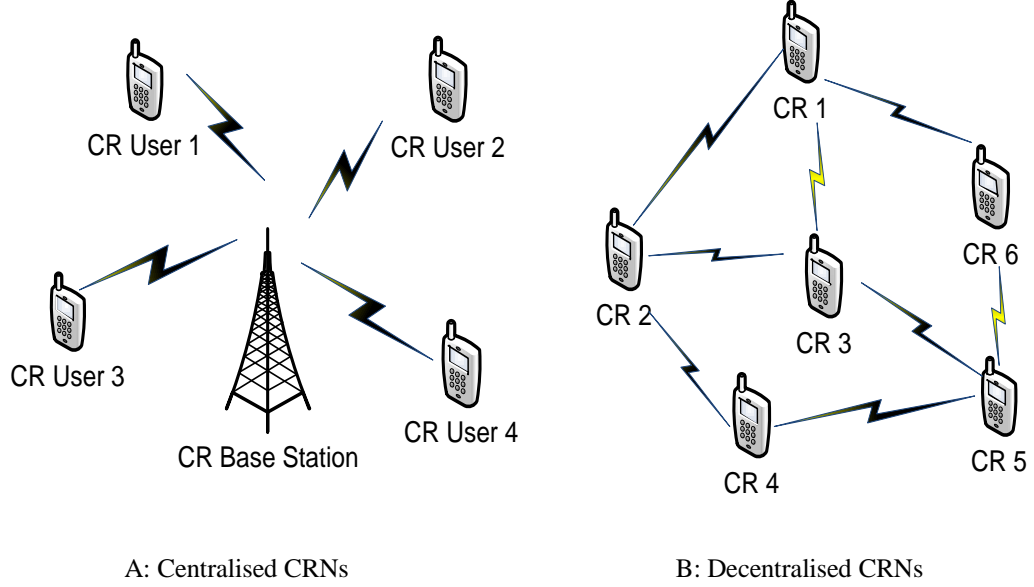 CR User 1
CR User 2
CR User 3
CR User 4
CR Base Station
A: Centralised CRNs
CR 1
CR 6
CR 2
CR 3
CR 5
CR 4
B: Decentralised CRNs